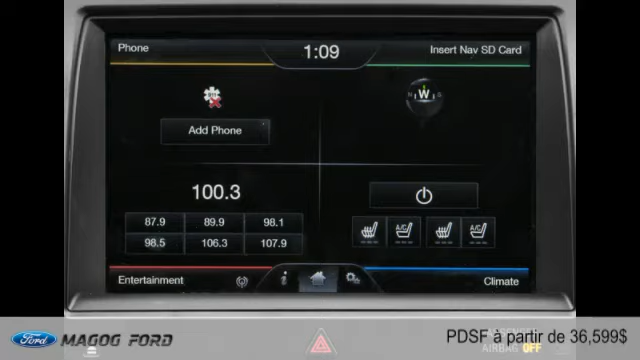 Phone
1:09
Insert Nav SD Card
W
Add Phone
100.3
87.9 89.9 98.1
98.5 106.3 107.9
A/C A/C
Entertainment
i
Climate
Ford
MAGOG FORD
PDSF à partir de 36,599$
AIRBAG OFF